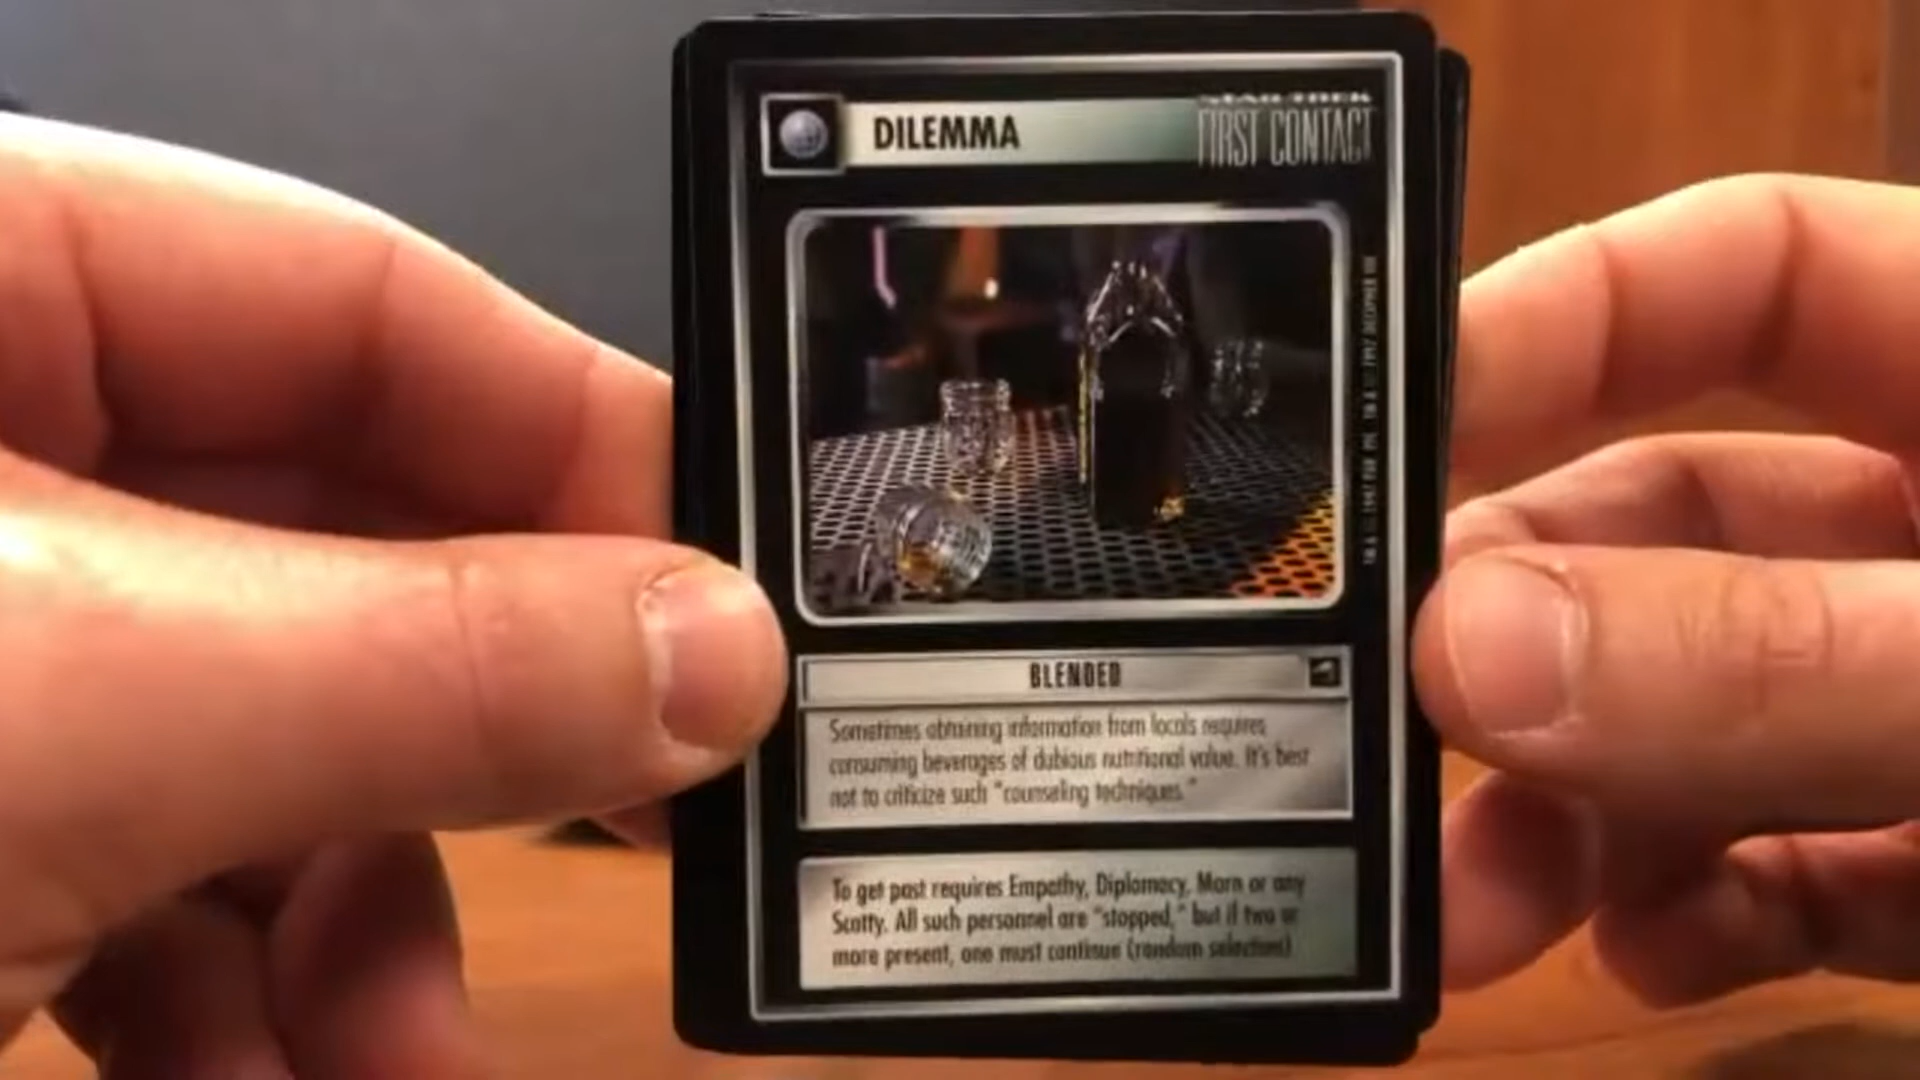 DILEMMA
STAR TREK
FIRST CONTACT
BLENDED
Sometimes obtaining information from locals requires
consuming beverages of dubious nutritional value. It's best
not to criticize such "counseling techniques."
To get past requires Empathy, Diplomacy, Morn or any
Scotty. All such personnel are "stopped," but if two or
more present, one must continue (random selection)